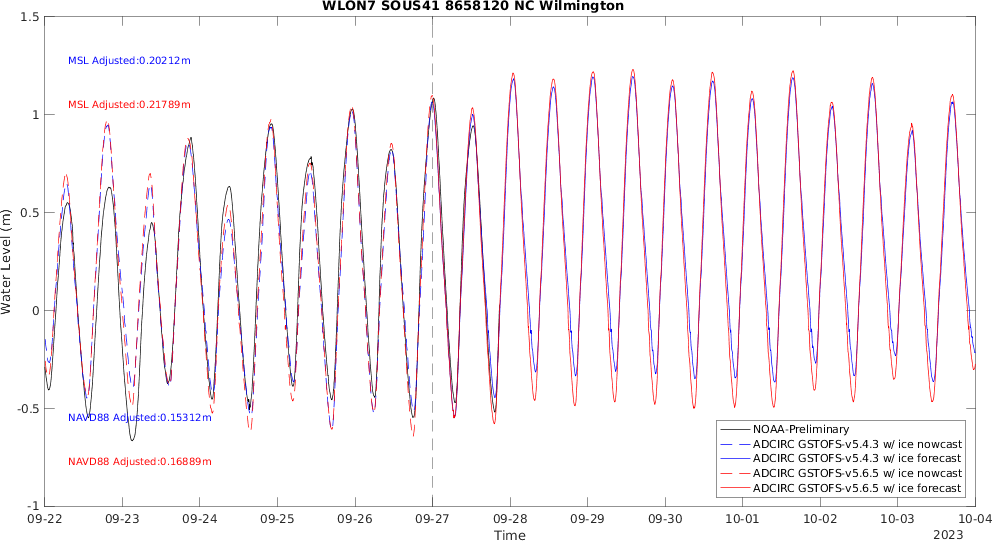 WLON7 SOUS41 8658120 NC Wilmington
1.5
1
0.5
0
-0.5
-1
Water Level (m)
MSL Adjusted:0.20212m
MSL Adjusted:0.21789m
NAVD88 Adjusted:0.15312m
NAVD88 Adjusted:0.16889m
NOAA-Preliminary
ADCIRC GSTOFS-v5.4.3 w/ ice nowcast
ADCIRC GSTOFS-v5.4.3 w/ ice forecast
ADCIRC GSTOFS-v5.6.5 w/ ice nowcast
ADCIRC GSTOFS-v5.6.5 w/ ice forecast
09-22 09-23 09-24 09-25 09-26 09-27 09-28 09-29 09-30 10-01 10-02 10-03 10-04
Time
2023